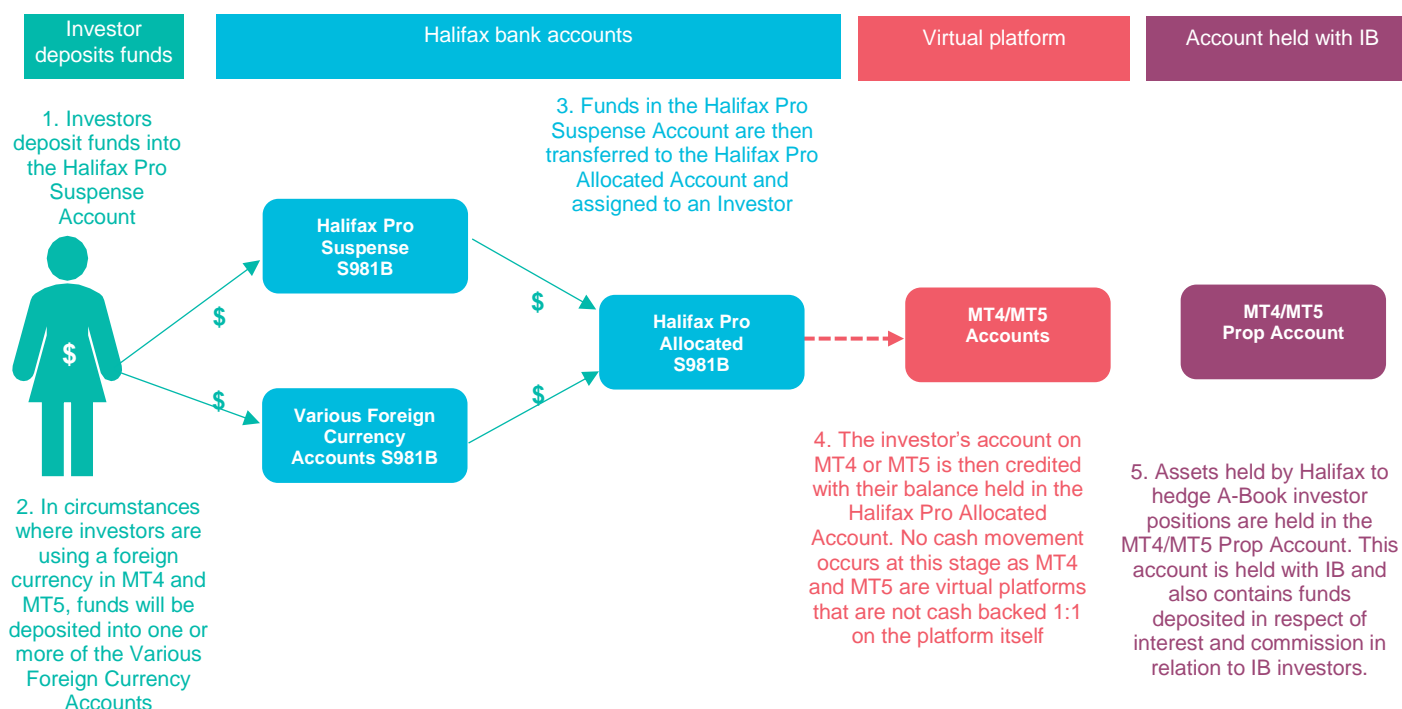 Investor
deposits funds
Halifax bank accounts
Virtual platform
Account held with IB
1. Investors
deposit funds into
the Halifax Pro
Suspense
Account
3. Funds in the Halifax Pro
Suspense Account are then
transferred to the Halifax Pro
Allocated Account and
assigned to an Investor
Halifax Pro
Suspense
S981B
$
$
$
Halifax Pro
Allocated
S981B
MT4/MT5
Accounts
MT4/MT5
Prop Account
$
$
Various Foreign
Currency
Accounts S981B
2. In circumstances
where investors are
using a foreign
currency in MT4 and
MT5, funds will be
deposited into one or
more of the Various
Foreign Currency
Accounts
4. The investor's account on
MT4 or MT5 is then credited
with their balance held in the
Halifax Pro Allocated
Account. No cash movement
occurs at this stage as MT4
and MT5 are virtual platforms
that are not cash backed 1:1
on the platform itself
5. Assets held by Halifax to
hedge A-Book investor
positions are held in the
MT4/MT5 Prop Account. This
account is held with IB and
also contains funds
deposited in respect of
interest and commission in
relation to IB investors.